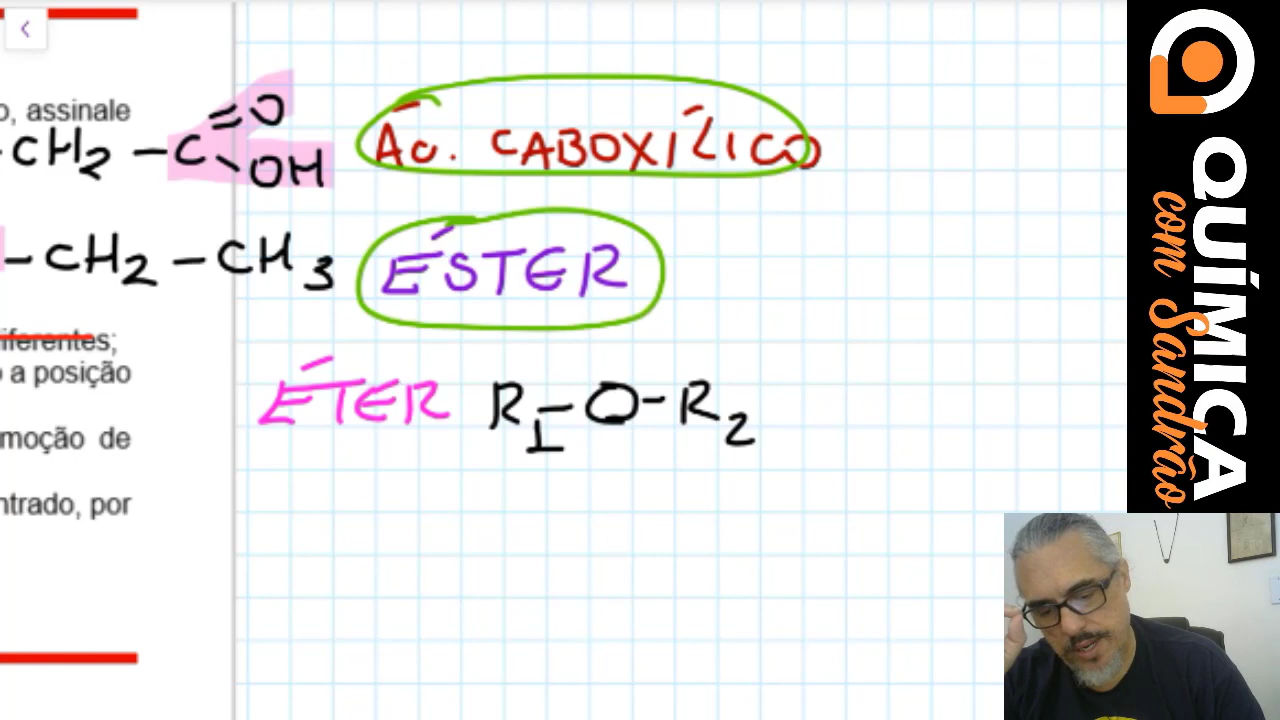 o, assinale
CH2 - C = O
OH
Ác. CABOXÍLICO
- CH2 - CH3
ÉSTER
iferentes;
o a posição
ÉTER R1 - O - R2
moção de
ntrado, por
QUÍMICA
com Sandrão